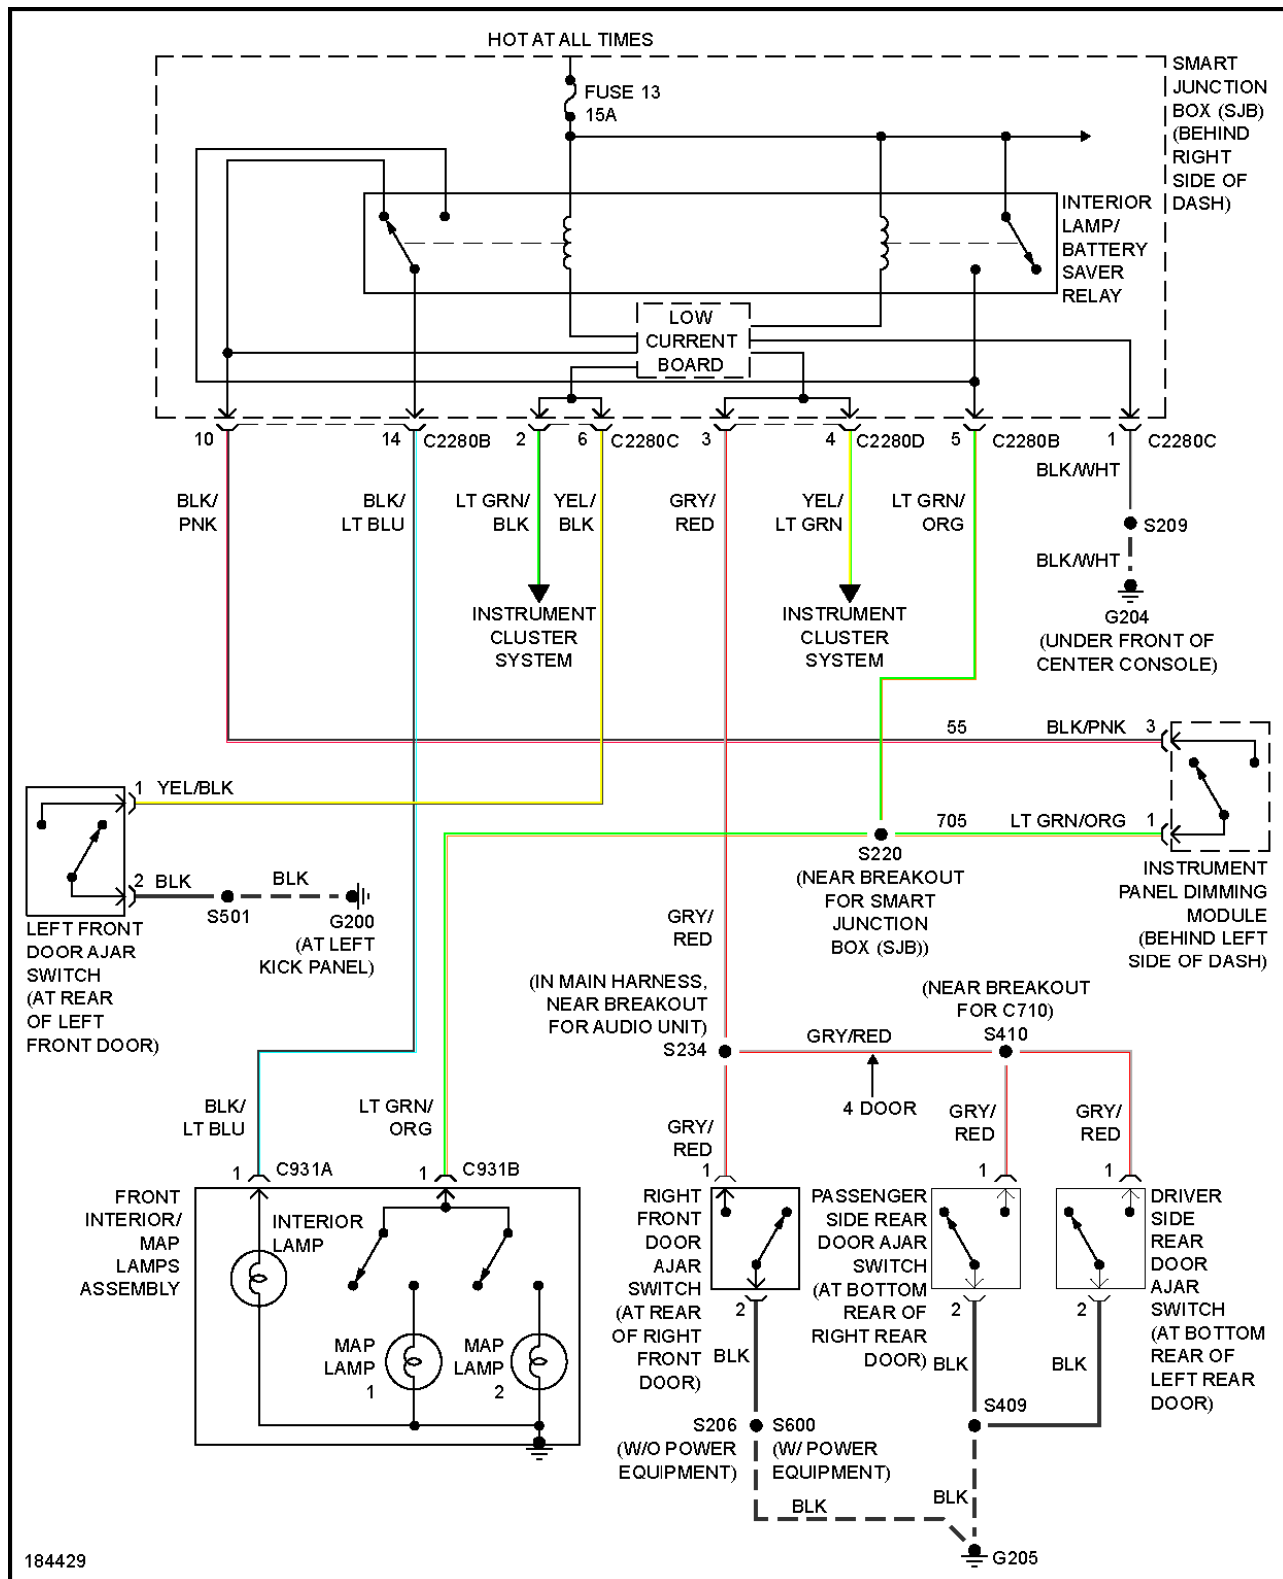 HOT AT ALL TIMES
FUSE 13
15A
SMART
JUNCTION
BOX (SJB)
(BEHIND
RIGHT
SIDE OF
DASH)
INTERIOR
LAMP/
BATTERY
SAVER
RELAY
LOW
CURRENT
BOARD
10
14
C2280B
2
6
C2280C
3
4
C2280D
5
C2280B
1
C2280C
BLK/
PNK
BLK/
LT BLU
LT GRN/
BLK
YEL/
BLK
GRY/
RED
YEL/
LT GRN
LT GRN/
ORG
BLK/WHT
S209
BLK/WHT
G204
(UNDER FRONT OF
CENTER CONSOLE)
INSTRUMENT
CLUSTER
SYSTEM
INSTRUMENT
CLUSTER
SYSTEM
55
BLK/PNK
3
1
YEL/BLK
705
LT GRN/ORG
1
S220
(NEAR BREAKOUT
FOR SMART
JUNCTION
BOX (SJB))
INSTRUMENT
PANEL DIMMING
MODULE
(BEHIND LEFT
SIDE OF DASH)
2
BLK
S501
BLK
G200
(AT LEFT
KICK PANEL)
LEFT FRONT
DOOR AJAR
SWITCH
(AT REAR
OF LEFT
FRONT DOOR)
GRY/
RED
(IN MAIN HARNESS,
NEAR BREAKOUT
FOR AUDIO UNIT)
S234
GRY/RED
4 DOOR
(NEAR BREAKOUT
FOR C710)
S410
BLK/
LT BLU
LT GRN/
ORG
GRY/
RED
GRY/
RED
GRY/
RED
1
C931A
1
C931B
1
1
1
FRONT
INTERIOR/
MAP
LAMPS
ASSEMBLY
INTERIOR
LAMP
MAP
LAMP
1
MAP
LAMP
2
RIGHT
FRONT
DOOR
AJAR
SWITCH
(AT REAR
OF RIGHT
FRONT
DOOR)
PASSENGER
SIDE REAR
DOOR AJAR
SWITCH
(AT BOTTOM
REAR OF
RIGHT REAR
DOOR)
DRIVER
SIDE
REAR
DOOR
AJAR
SWITCH
(AT BOTTOM
REAR OF
LEFT REAR
DOOR)
2
2
2
BLK
BLK
BLK
S206
(W/O POWER
EQUIPMENT)
S600
(W/ POWER
EQUIPMENT)
S409
BLK
BLK
G205
184429